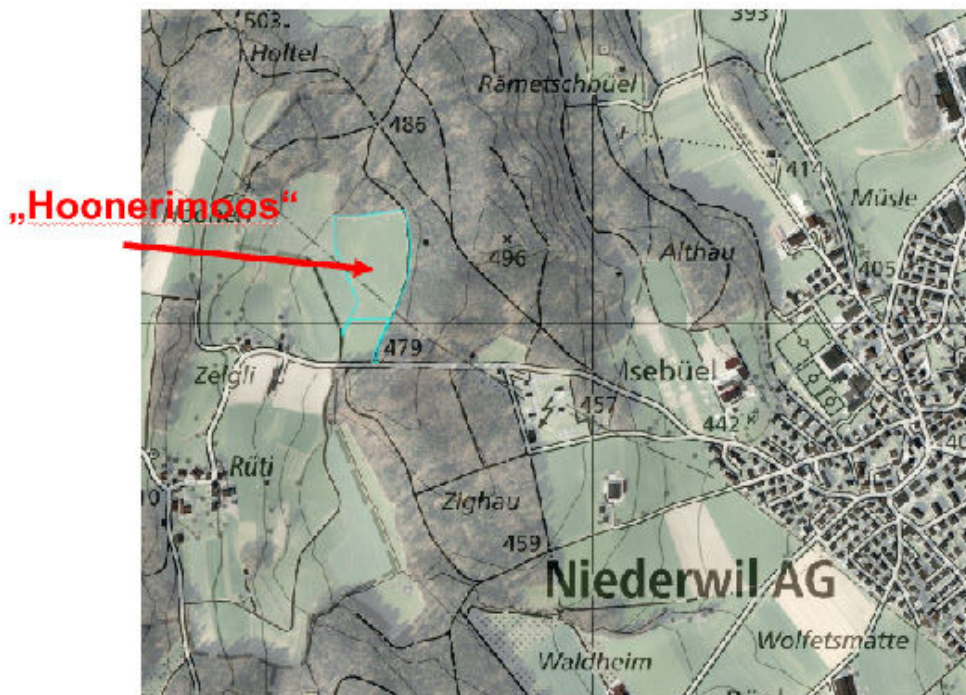 503
Holtel
Rämetschbüel
393
486
414
Müsle
„Hoonerimoos“
496
Althau
405
479
Zelgli
Isebüel
457
442
Rüti
Zighau
459
Niederwil AG
Wolfetsmatte
Waldheim